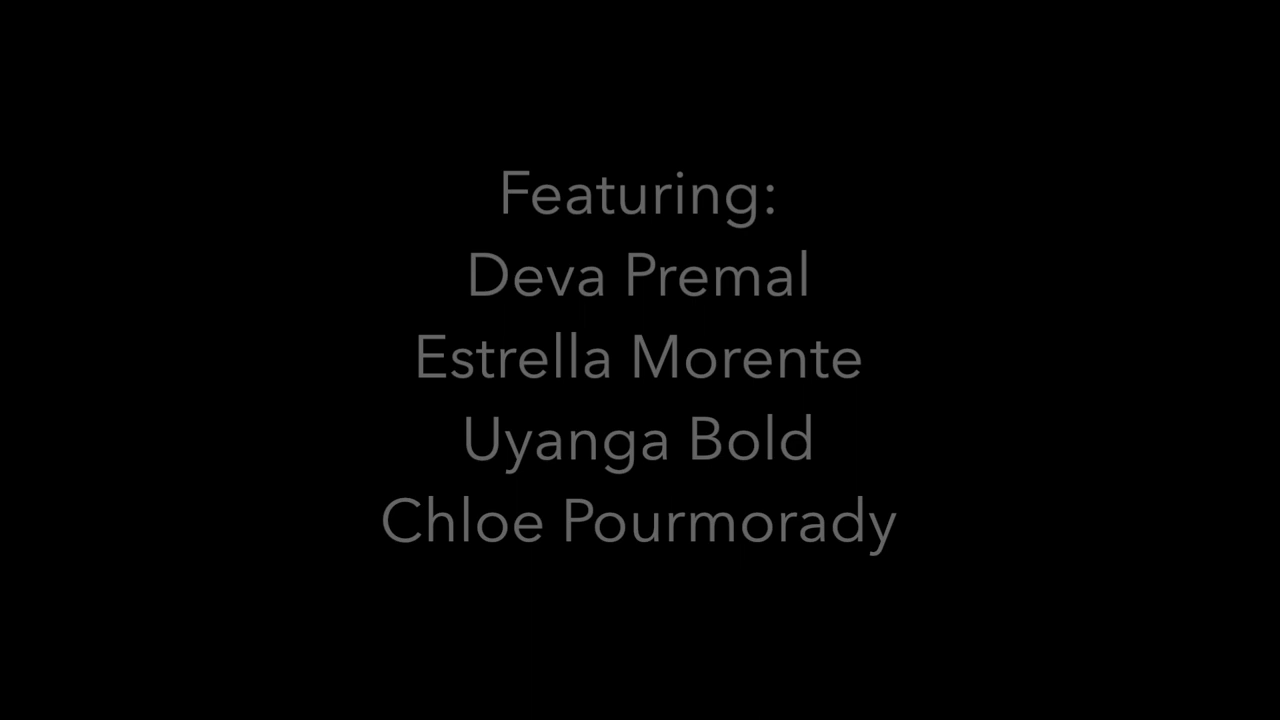 Featuring:
Deva Premal
Estrella Morente
Uyanga Bold
Chloe Pourmorady